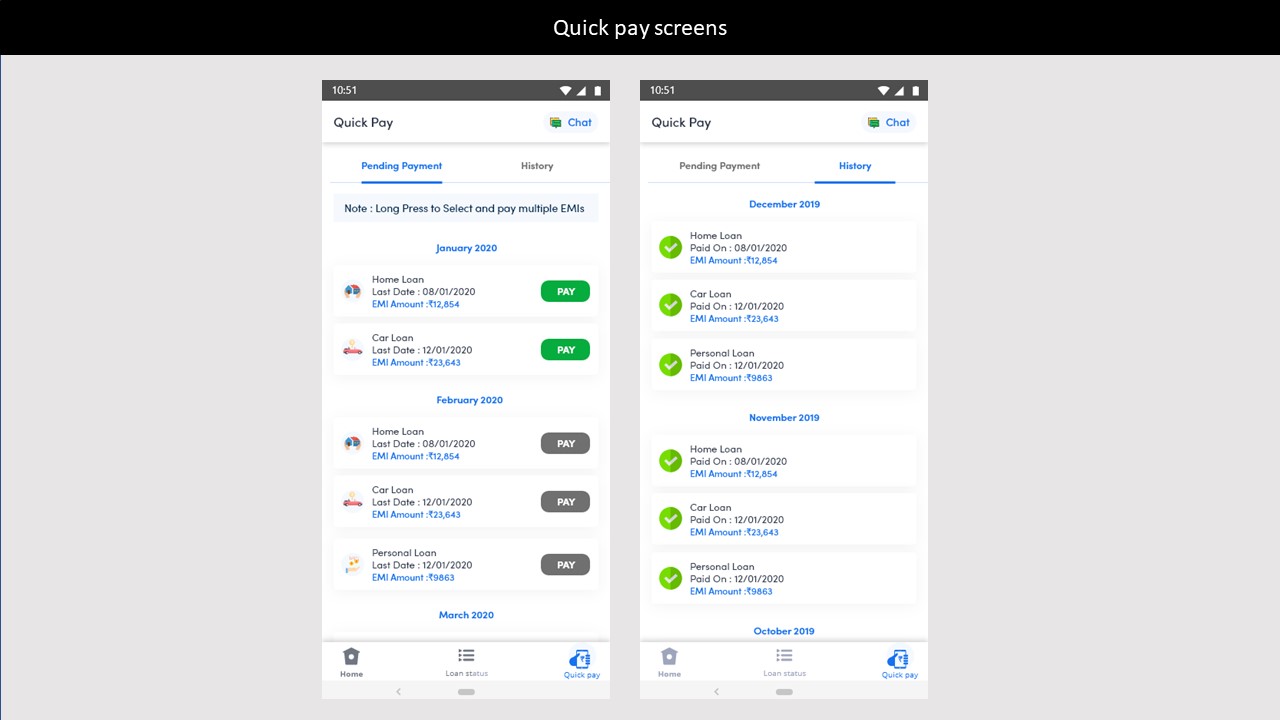 Quick pay screens
10:51
Quick Pay
Chat
Pending Payment
History
Note : Long Press to Select and pay multiple EMIs
January 2020
Home Loan
Last Date : 08/01/2020
EMI Amount :₹12,854
PAY
Car Loan
Last Date : 12/01/2020
EMI Amount :₹23,643
PAY
February 2020
Home Loan
Last Date : 08/01/2020
EMI Amount :₹12,854
PAY
Car Loan
Last Date : 12/01/2020
EMI Amount :₹23,643
PAY
Personal Loan
Last Date : 12/01/2020
EMI Amount :₹9863
PAY
March 2020
Home
Loan status
Quick pay
10:51
Quick Pay
Chat
Pending Payment
History
December 2019
Home Loan
Paid On : 08/01/2020
EMI Amount :₹12,854
Car Loan
Paid On : 12/01/2020
EMI Amount :₹23,643
Personal Loan
Paid On : 12/01/2020
EMI Amount :₹9863
November 2019
Home Loan
Paid On : 08/01/2020
EMI Amount :₹12,854
Car Loan
Paid On : 12/01/2020
EMI Amount :₹23,643
Personal Loan
Paid On : 12/01/2020
EMI Amount :₹9863
October 2019
Home
Loan status
Quick pay